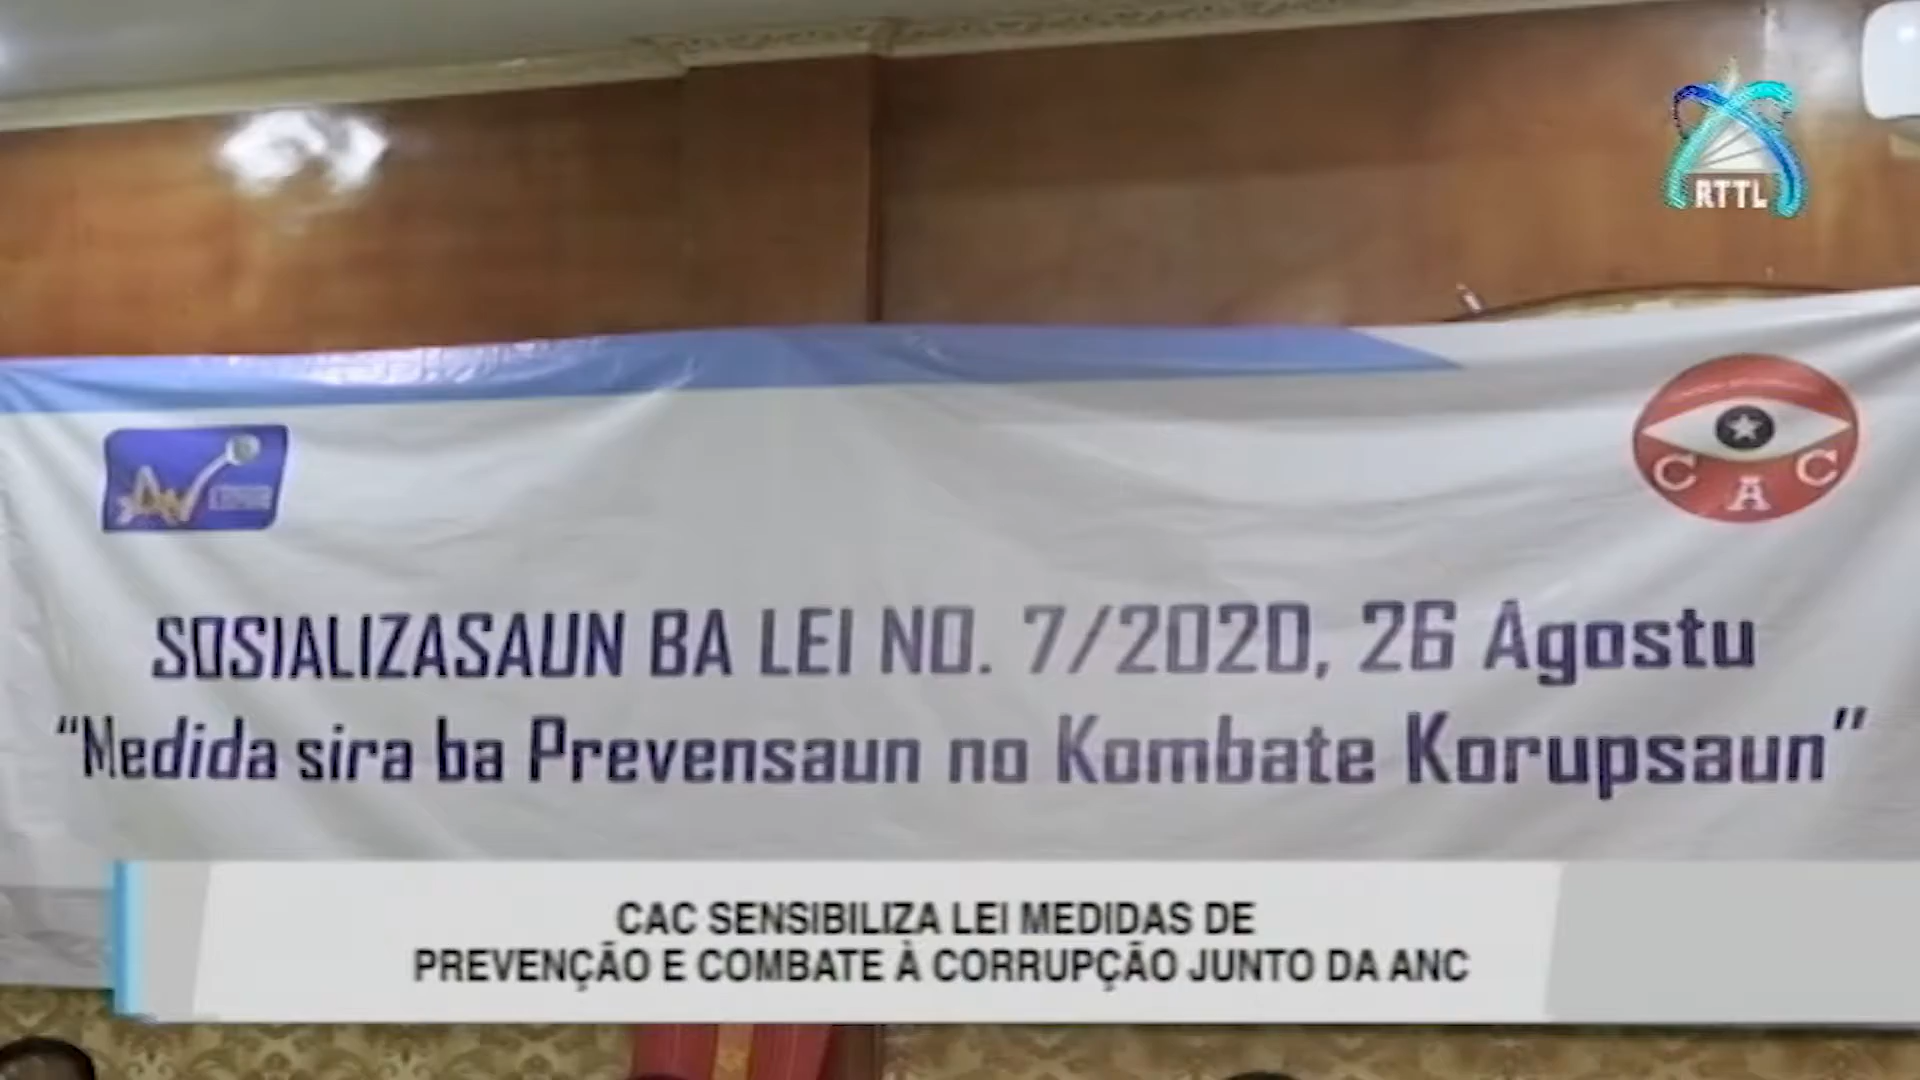 RTTL
CAC
SOSIALIZASAUN BA LEI NO. 7/2020, 26 Agostu
“Medida sira ba Prevensaun no Kombate Korupsaun”
CAC SENSIBILIZA LEI MEDIDAS DE
PREVENÇÃO E COMBATE À CORRUPÇÃO JUNTO DA ANC